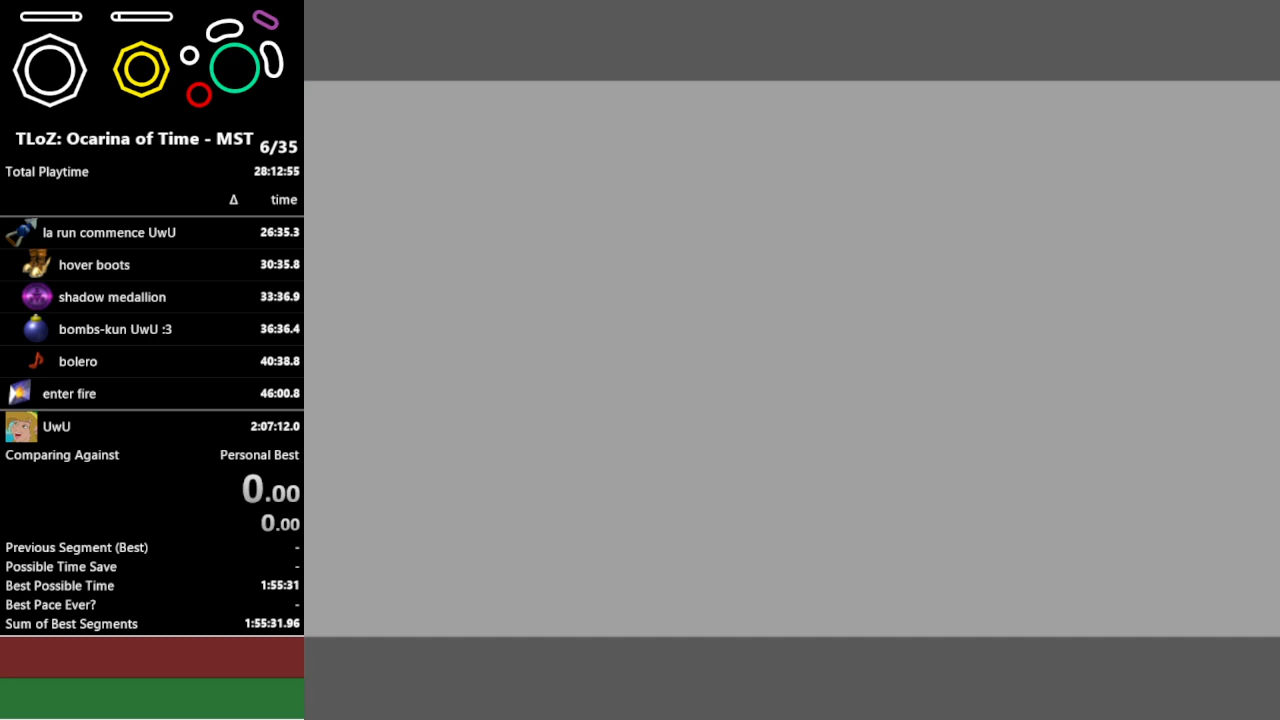 TLoZ: Ocarina of Time - MST 6/35
Total Playtime 28:12:55
Δ time
la run commence UwU 26:35.3
hover boots 30:35.8
shadow medallion 33:36.9
bombs-kun UwU :3 36:36.4
bolero 40:38.8
enter fire 46:00.8
UwU 2:07:12.0
Comparing Against Personal Best
0.00
0.00
Previous Segment (Best) -
Possible Time Save -
Best Possible Time 1:55:31
Best Pace Ever? -
Sum of Best Segments 1:55:31.96